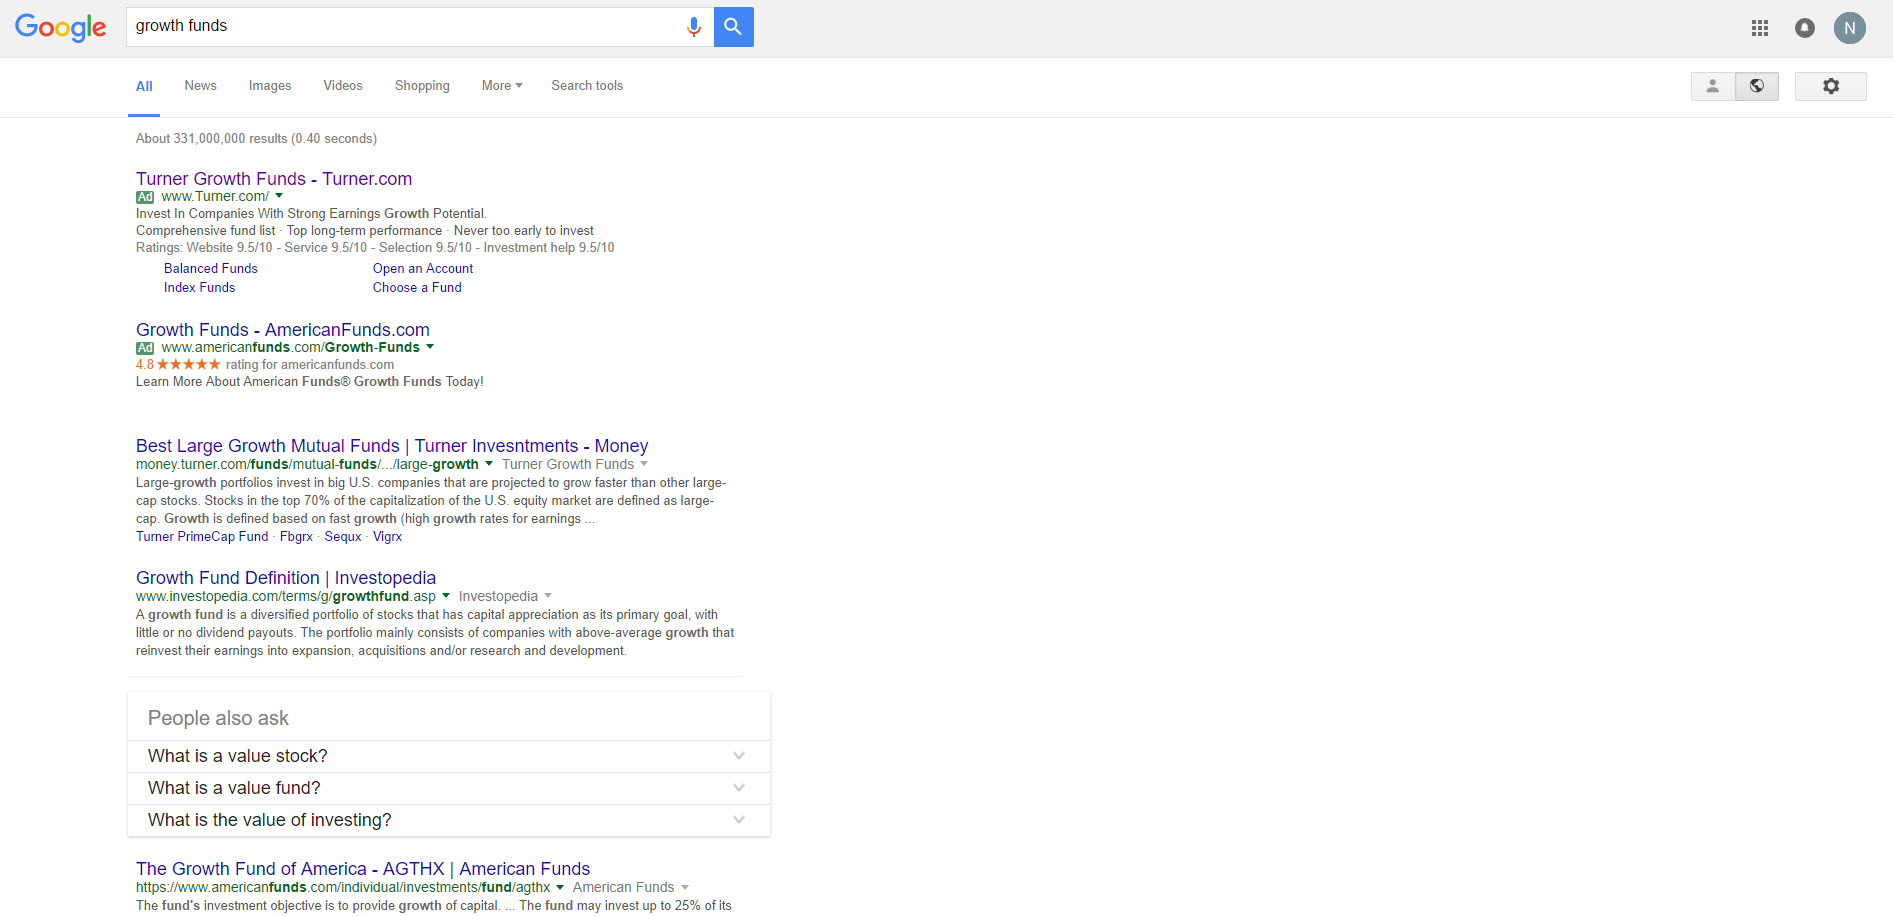 Google
growth funds
N
All News Images Videos Shopping More Search tools
About 331,000,000 results (0.40 seconds)
Turner Growth Funds - Turner.com
Ad www.Turner.com/
Invest In Companies With Strong Earnings Growth Potential.
Comprehensive fund list · Top long-term performance · Never too early to invest
Ratings: Website 9.5/10 - Service 9.5/10 - Selection 9.5/10 - Investment help 9.5/10
Balanced Funds Open an Account
Index Funds Choose a Fund
Growth Funds - AmericanFunds.com
Ad www.americanfunds.com/Growth-Funds
4.8 ★★★★★ rating for americanfunds.com
Learn More About American Funds® Growth Funds Today!
Best Large Growth Mutual Funds | Turner Invesntments - Money
money.turner.com/funds/mutual-funds/.../large-growth Turner Growth Funds
Large-growth portfolios invest in big U.S. companies that are projected to grow faster than other large-
cap stocks. Stocks in the top 70% of the capitalization of the U.S. equity market are defined as large-
cap. Growth is defined based on fast growth (high growth rates for earnings ...
Turner PrimeCap Fund · Fbgrx · Sequx · Vigrx
Growth Fund Definition | Investopedia
www.investopedia.com/terms/g/growthfund.asp Investopedia
A growth fund is a diversified portfolio of stocks that has capital appreciation as its primary goal, with
little or no dividend payouts. The portfolio mainly consists of companies with above-average growth that
reinvest their earnings into expansion, acquisitions and/or research and development.
People also ask
What is a value stock?
What is a value fund?
What is the value of investing?
The Growth Fund of America - AGTHX | American Funds
https://www.americanfunds.com/individual/investments/fund/agthx American Funds
The fund's investment objective is to provide growth of capital. ... The fund may invest up to 25% of its